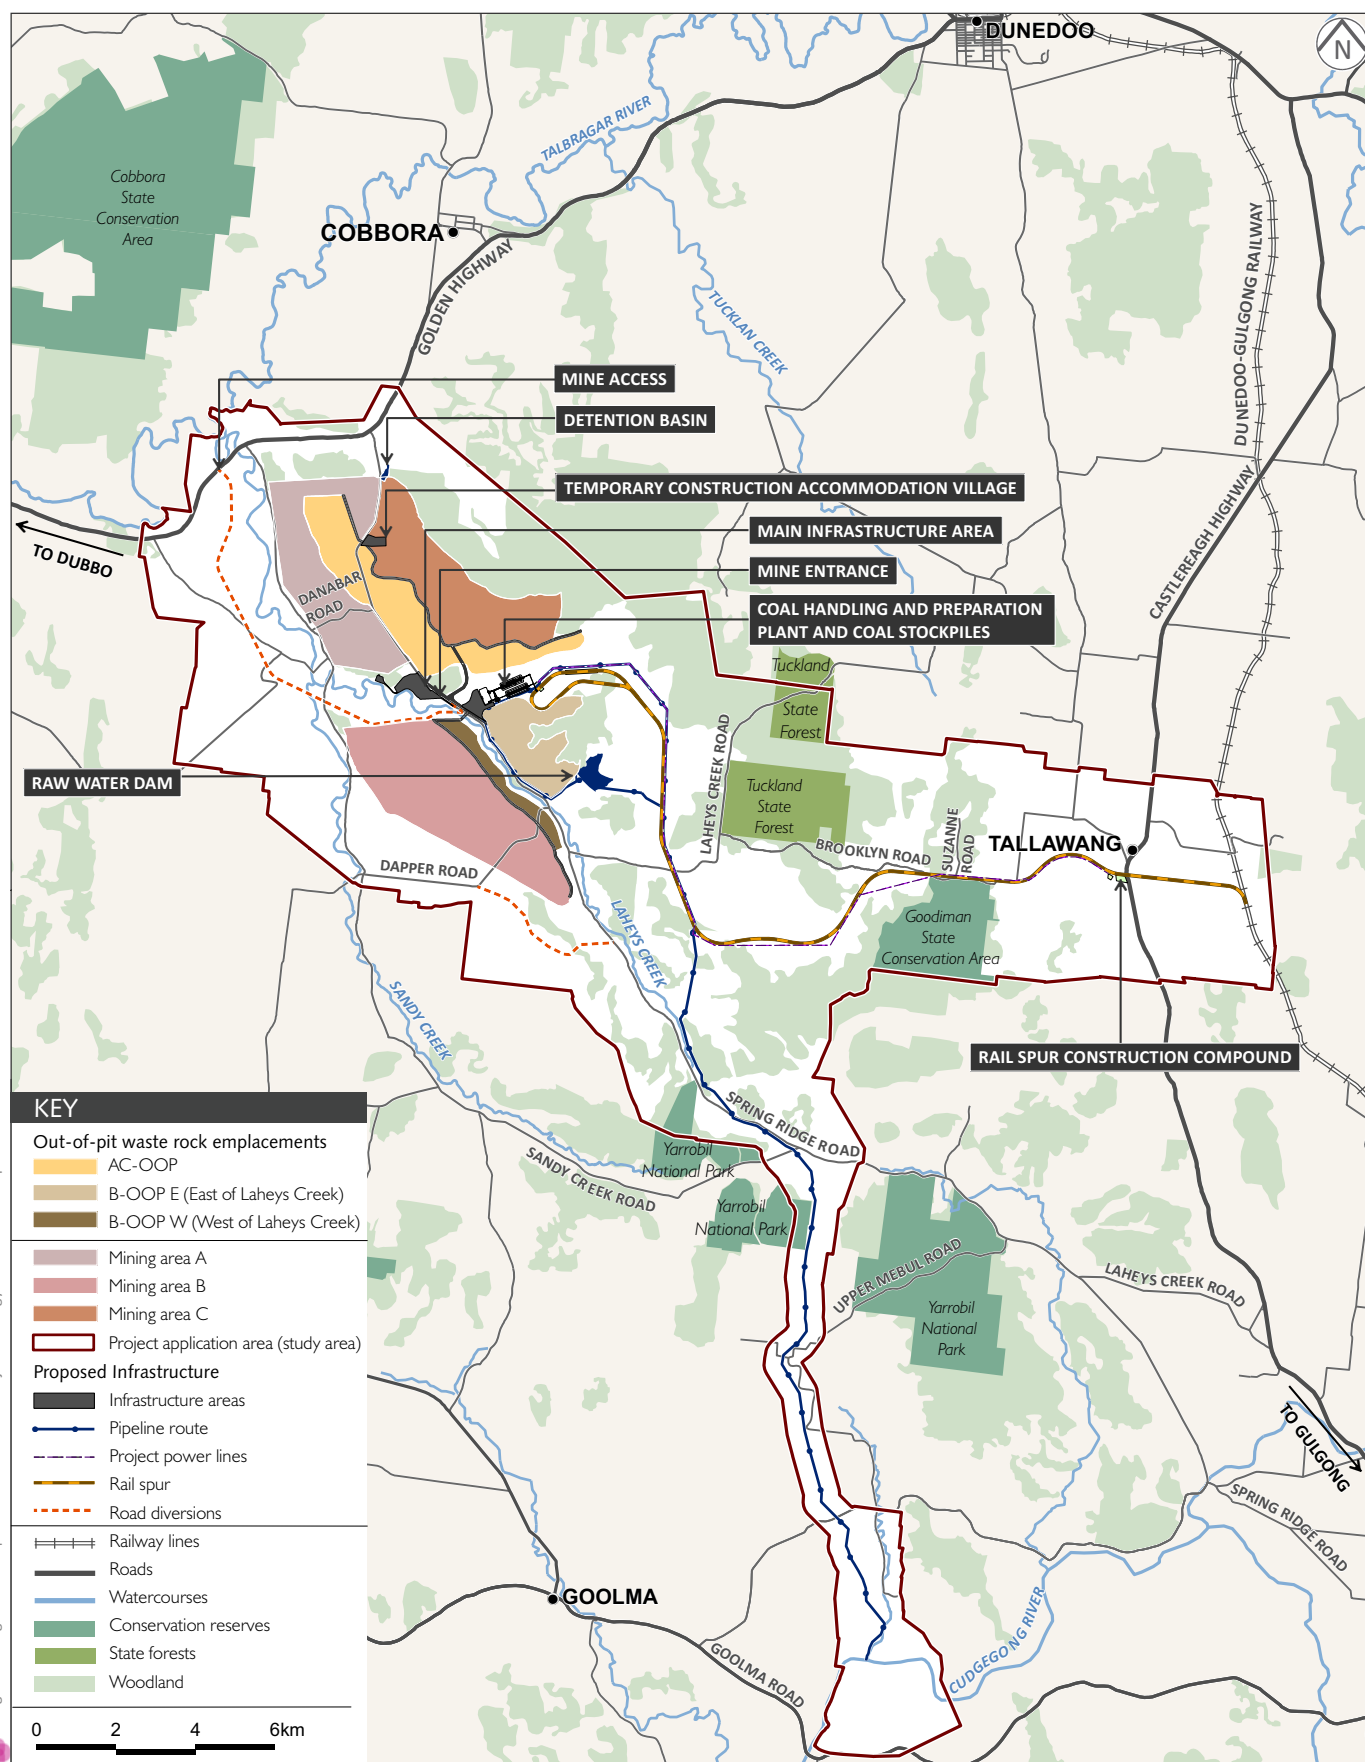 DUNEDOO
N
TALBRAGAR RIVER
Cobbora
State
Conservation
Area
COBBORA
GOLDEN HIGHWAY
TUCKLAN CREEK
DUNEDOO-GULGONG RAILWAY
MINE ACCESS
DETENTION BASIN
TEMPORARY CONSTRUCTION ACCOMMODATION VILLAGE
MAIN INFRASTRUCTURE AREA
MINE ENTRANCE
COAL HANDLING AND PREPARATION
PLANT AND COAL STOCKPILES
CASTLEREAGH HIGHWAY
TO DUBBO
DANABAR
ROAD
Tuckland
State
Forest
LAHEYS CREEK ROAD
RAW WATER DAM
Tuckland
State
Forest
BROOKLYN ROAD
SUZANNE
ROAD
TALLAWANG
DAPPER ROAD
LAHEYS CREEK
Goodiman
State
Conservation Area
SANDY CREEK
RAIL SPUR CONSTRUCTION COMPOUND
SPRING RIDGE ROAD
Yarrobil
National Park
SANDY CREEK ROAD
Yarrobil
National Park
UPPER MEBUL ROAD
LAHEYS CREEK ROAD
Yarrobil
National
Park
TO GULGONG
SPRING RIDGE ROAD
GOOLMA
GOOLMA ROAD
CUDGEGONG RIVER
KEY
Out-of-pit waste rock emplacements
AC-OOP
B-OOP E (East of Laheys Creek)
B-OOP W (West of Laheys Creek)
Mining area A
Mining area B
Mining area C
Project application area (study area)
Proposed Infrastructure
Infrastructure areas
Pipeline route
Project power lines
Rail spur
Road diversions
Railway lines
Roads
Watercourses
Conservation reserves
State forests
Woodland
0 2 4 6km